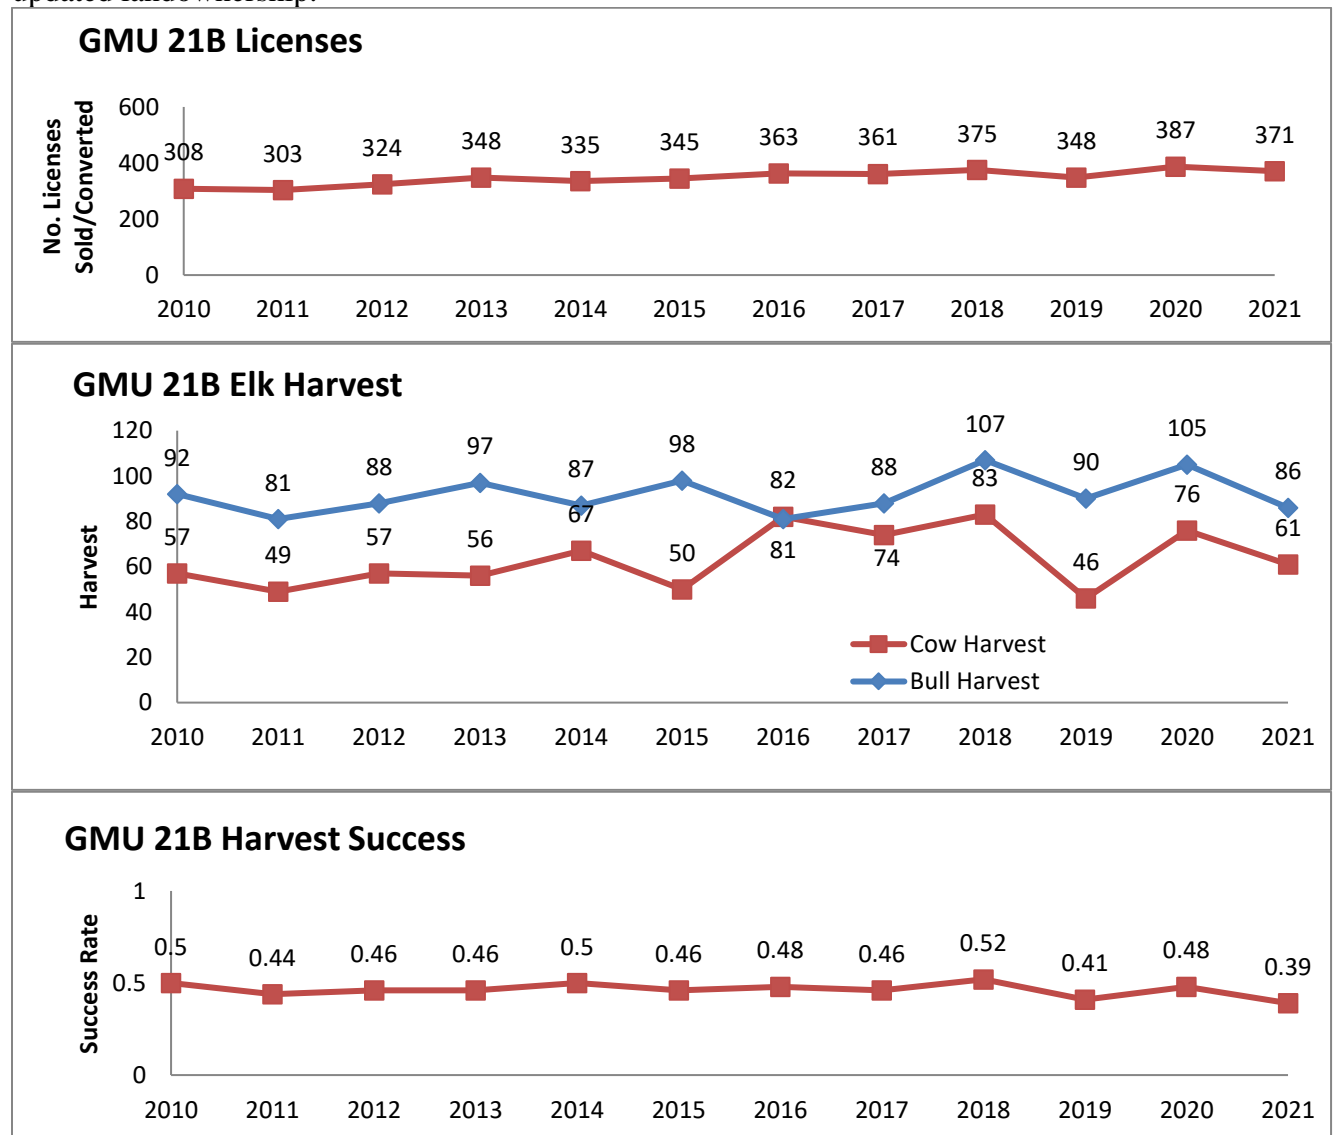 updated landownership.
GMU 21B Licenses
No. Licenses
Sold/Converted
600
400
200
0
308 303 324 348 335 345 363 361 375 348 387 371
2010 2011 2012 2013 2014 2015 2016 2017 2018 2019 2020 2021
GMU 21B Elk Harvest
Harvest
120
100
80
60
40
20
0
92 81 88 97 87 98 81 88 107 90 105 86
57 49 57 56 67 50 82 74 83 46 76 61
Cow Harvest
Bull Harvest
2010 2011 2012 2013 2014 2015 2016 2017 2018 2019 2020 2021
GMU 21B Harvest Success
Success Rate
1
0.5
0
0.5 0.44 0.46 0.46 0.5 0.46 0.48 0.46 0.52 0.41 0.48 0.39
2010 2011 2012 2013 2014 2015 2016 2017 2018 2019 2020 2021